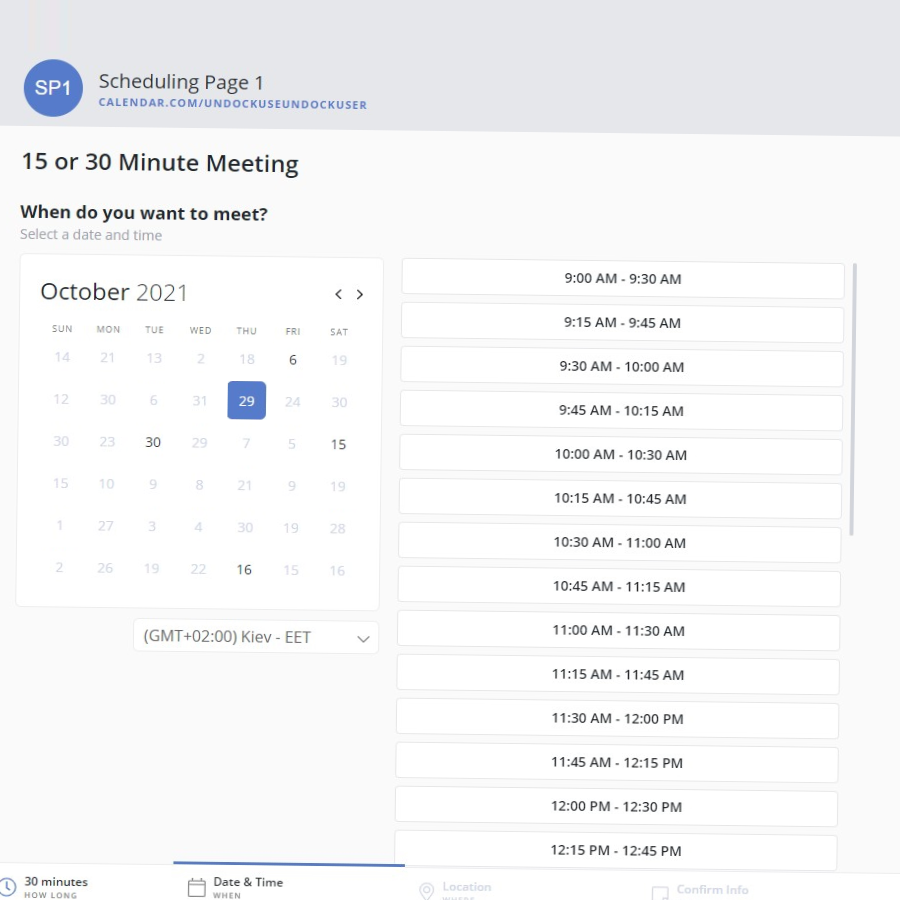 SP1
Scheduling Page 1
CALENDAR.COM/UNDOCKUSEUNDOCKUSER
15 or 30 Minute Meeting
When do you want to meet?
Select a date and time
October 2021
SUN MON TUE WED THU FRI SAT
14 21 13 2 18 6 19
12 30 6 31 29 24 30
30 23 30 29 7 5 15
15 10 9 8 21 9 19
1 27 3 4 30 19 28
2 26 19 22 16 15 16
(GMT+02:00) Kiev - EET
9:00 AM - 9:30 AM
9:15 AM - 9:45 AM
9:30 AM - 10:00 AM
9:45 AM - 10:15 AM
10:00 AM - 10:30 AM
10:15 AM - 10:45 AM
10:30 AM - 11:00 AM
10:45 AM - 11:15 AM
11:00 AM - 11:30 AM
11:15 AM - 11:45 AM
11:30 AM - 12:00 PM
11:45 AM - 12:15 PM
12:00 PM - 12:30 PM
12:15 PM - 12:45 PM
30 minutes
HOW LONG
Date & Time
WHEN
Location
Confirm Info